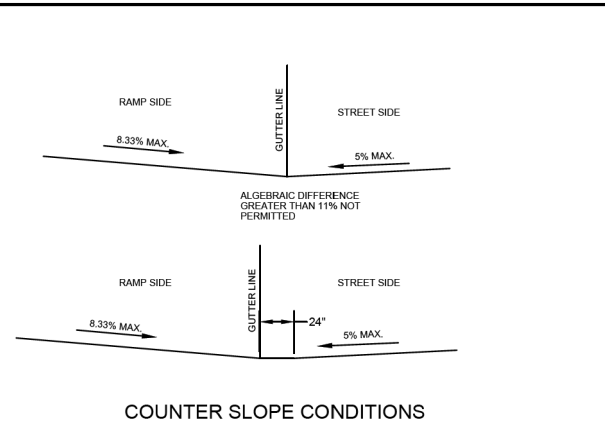 RAMP SIDE
GUTTER LINE
STREET SIDE
8.33% MAX.
5% MAX.
ALGEBRAIC DIFFERENCE
GREATER THAN 11% NOT
PERMITTED
RAMP SIDE
GUTTER LINE
STREET SIDE
8.33% MAX.
24"
5% MAX.
COUNTER SLOPE CONDITIONS